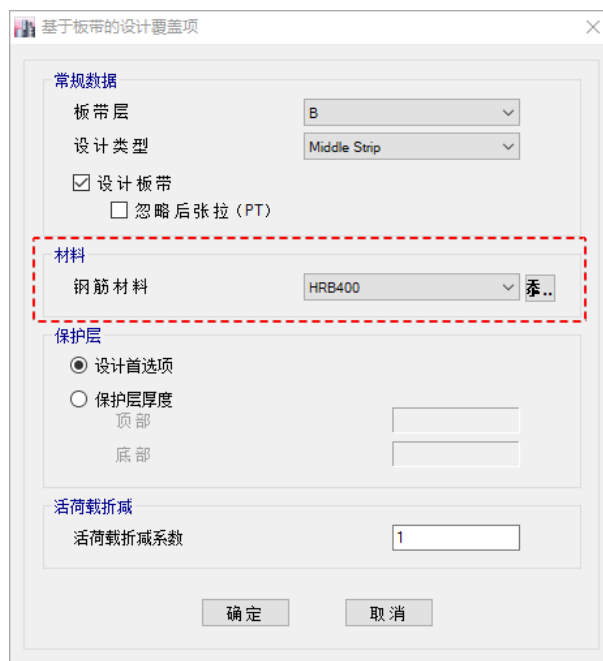 基于板带的设计覆盖项
常规数据
板带层 B
设计类型 Middle Strip
设计板带
忽略后张拉（PT）
材料
钢筋材料 HRB400
保护层
设计首选项
保护层厚度
顶部
底部
活荷载折减
活荷载折减系数 1
确定 取消